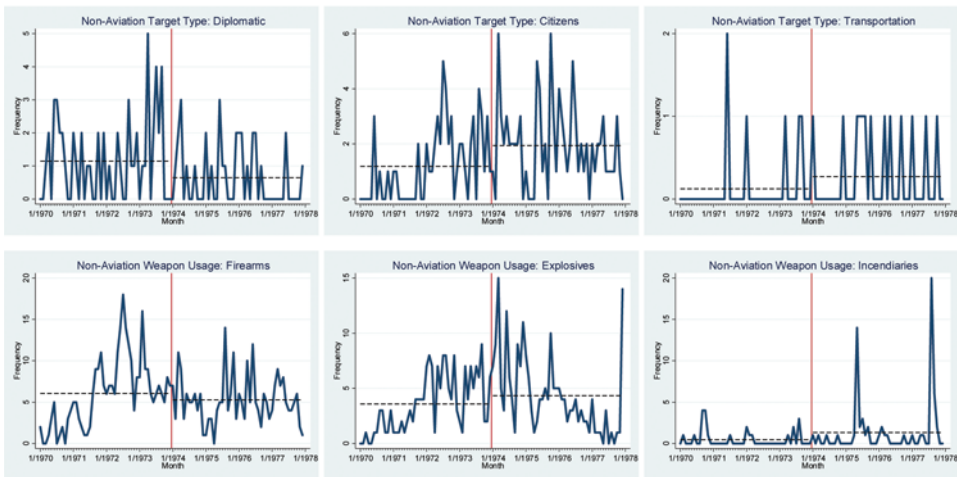 Non-Aviation Target Type: Diplomatic
Frequency
5
4
3
2
1
0
1/1970 1/1971 1/1972 1/1973 1/1974 1/1975 1/1976 1/1977 1/1978
Month
Non-Aviation Target Type: Citizens
Frequency
6
4
2
0
1/1970 1/1971 1/1972 1/1973 1/1974 1/1975 1/1976 1/1977 1/1978
Month
Non-Aviation Target Type: Transportation
Frequency
2
1
0
1/1970 1/1971 1/1972 1/1973 1/1974 1/1975 1/1976 1/1977 1/1978
Month
Non-Aviation Weapon Usage: Firearms
Frequency
20
15
10
5
0
1/1970 1/1971 1/1972 1/1973 1/1974 1/1975 1/1976 1/1977 1/1978
Month
Non-Aviation Weapon Usage: Explosives
Frequency
15
10
5
0
1/1970 1/1971 1/1972 1/1973 1/1974 1/1975 1/1976 1/1977 1/1978
Month
Non-Aviation Weapon Usage: Incendiaries
Frequency
20
15
10
5
0
1/1970 1/1971 1/1972 1/1973 1/1974 1/1975 1/1976 1/1977 1/1978
Month